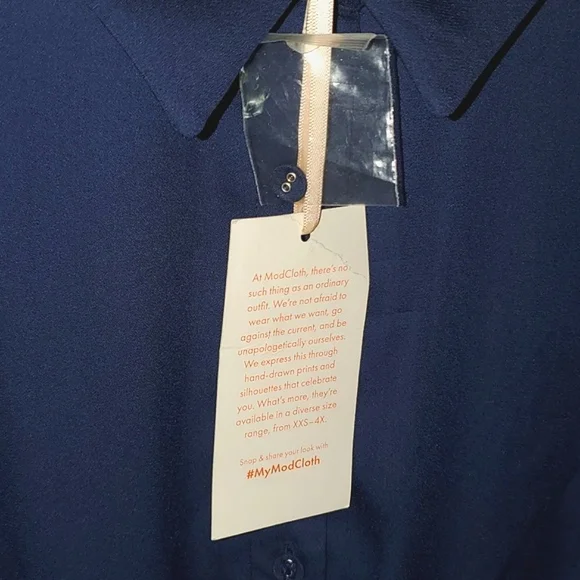 At ModCloth, there's no
such thing as an ordinary
outfit. We're not afraid to
wear what we want, go
against the current, and be
unapologetically ourselves.
We express this through
hand-drawn prints and
silhouettes that celebrate
you. What's more, they're
available in a diverse size
range, from XXS–4X.
Snap & share your look with
#MyModCloth